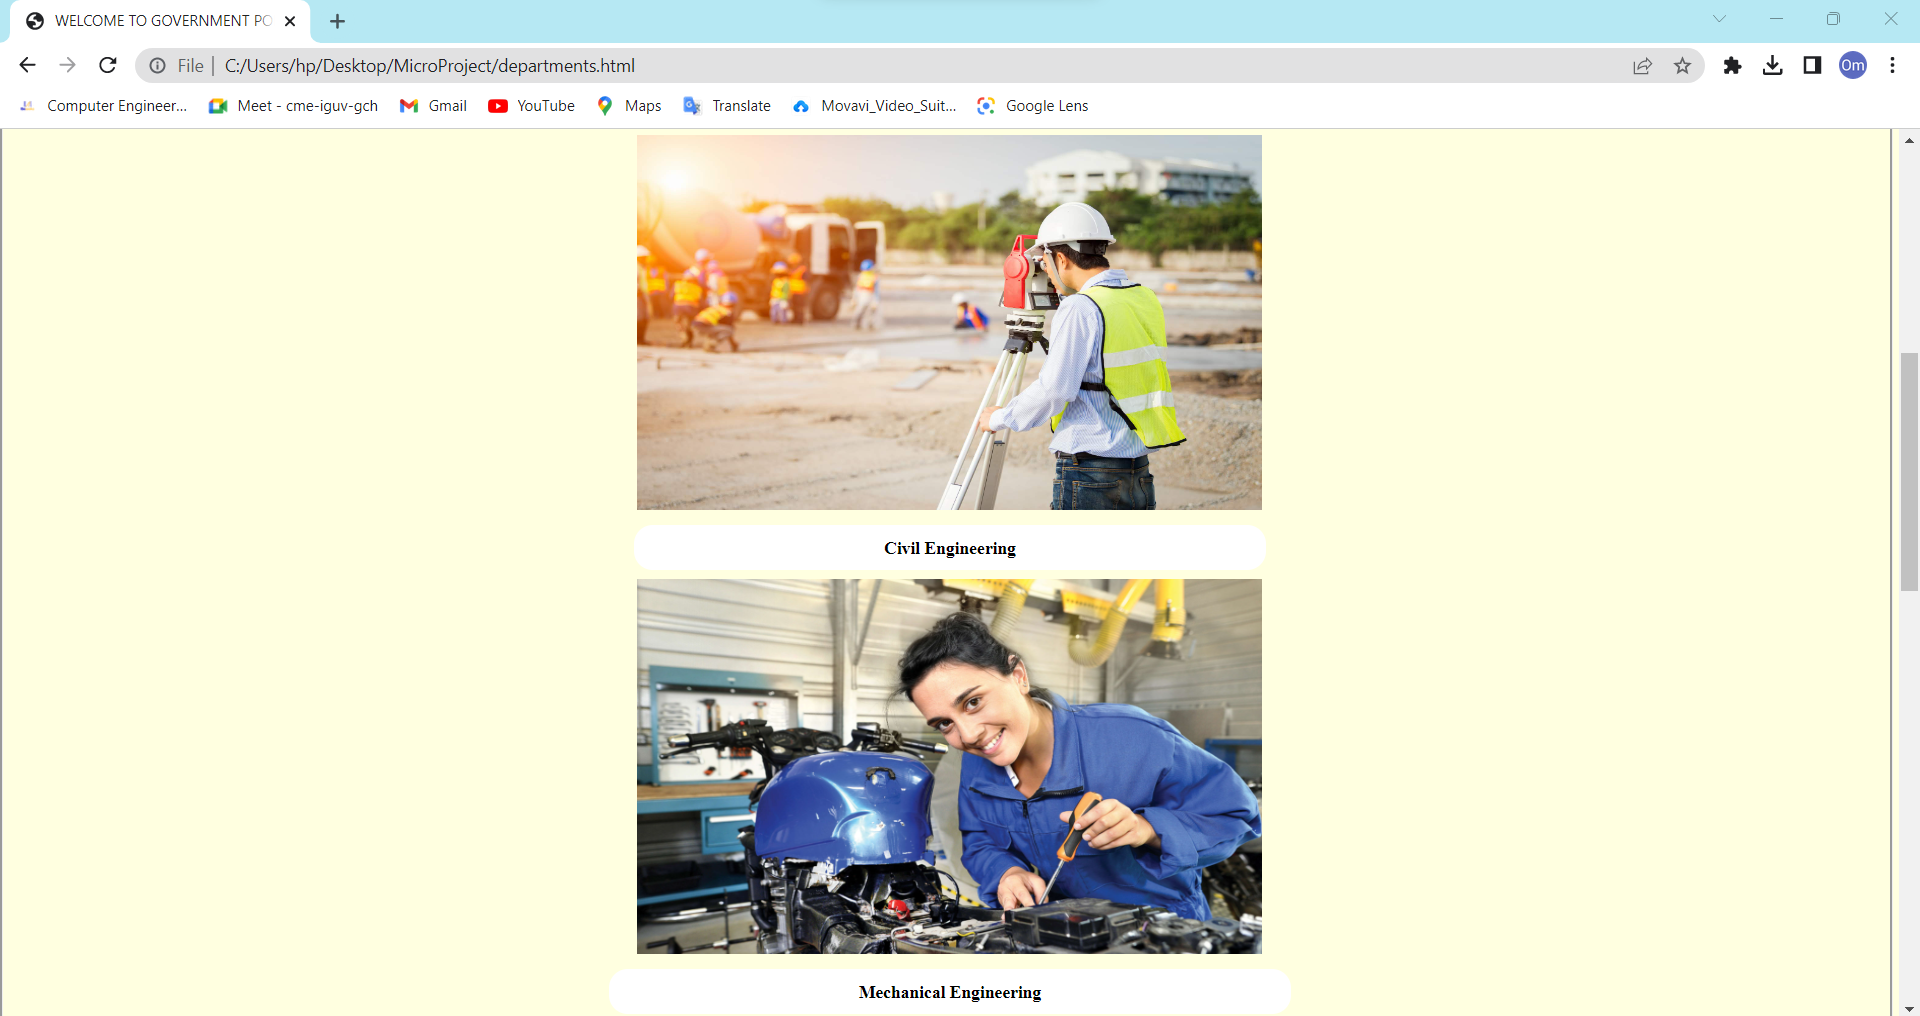 WELCOME TO GOVERNMENT PO
File | C:/Users/hp/Desktop/MicroProject/departments.html
Om
Computer Engineer... Meet - cme-iguv-gch Gmail YouTube Maps Translate Movavi_Video_Suit... Google Lens
Civil Engineering
Mechanical Engineering